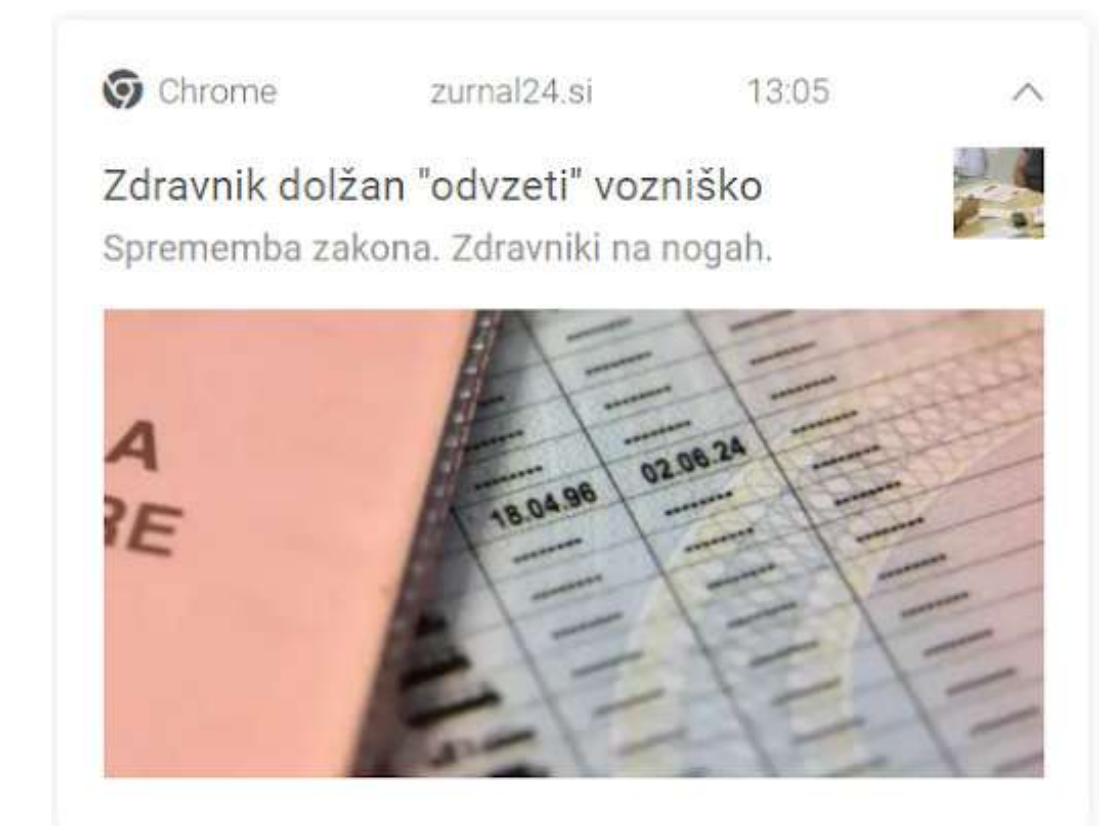 Chrome zurnal24.si 13:05
Zdravnik dolžan "odvzeti" vozniško
Sprememba zakona. Zdravniki na nogah.
A
RE
18.04.96
02.06.24